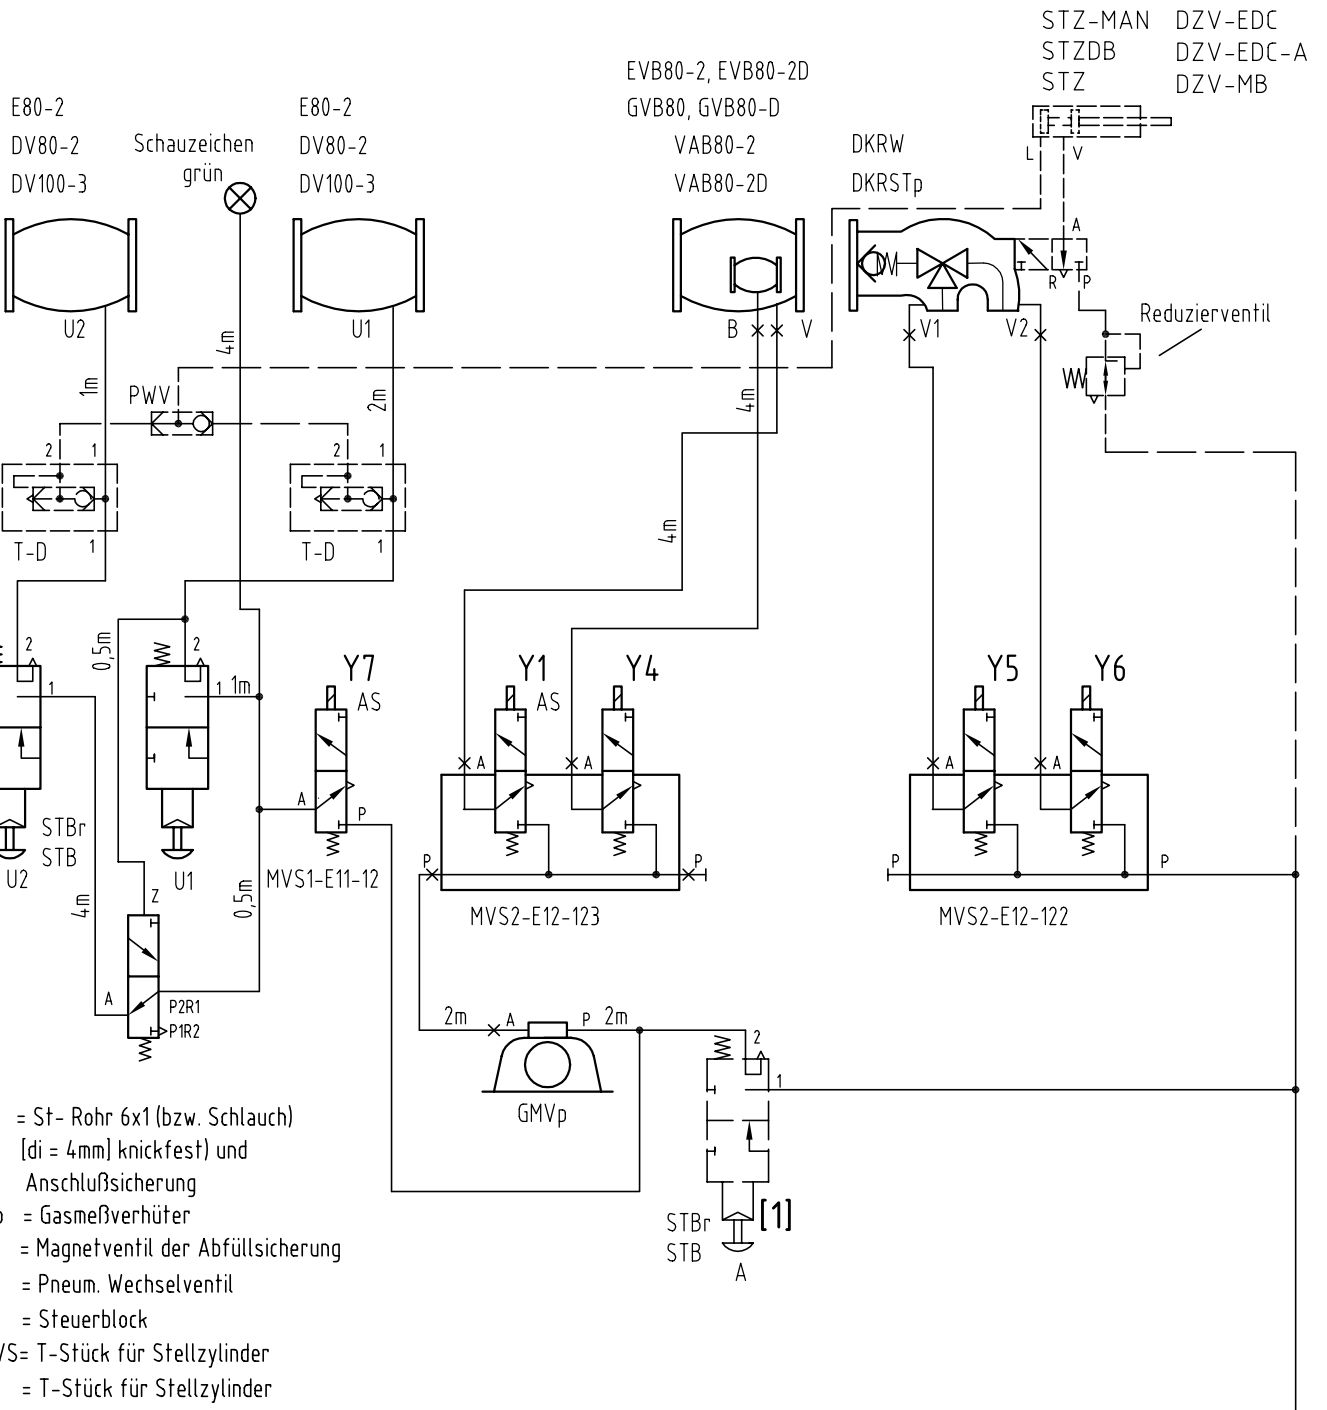 STZ-MAN DZV-EDC
STZDB DZV-EDC-A
STZ DZV-MB
EVB80-2, EVB80-2D
GVB80, GVB80-D
VAB80-2
VAB80-2D
E80-2
DV80-2
DV100-3
Schauzeichen
grün
E80-2
DV80-2
DV100-3
DKRW
DKRSTp
L V
A
R P
U2
U1
B V
V1 V2
Reduzierventil
4m
1m
PWV
2m
4m
2 1
2 1
T-D 1
T-D 1
4m
0,5m
2
2
1
1 1m
Y7
AS
Y1
AS
Y4
Y5
Y6
A
A
A
A
A
P
STBr
STB
U2
U1
MVS1-E11-12
P
P
P
P
4m
Z
0,5m
MVS2-E12-123
MVS2-E12-122
A
P2R1
P1R2
2m A P 2m
2
1
GMVp
= St- Rohr 6x1 (bzw. Schlauch)
[di = 4mm] knickfest) und
Anschlußsicherung
p = Gasmeßverhüter
= Magnetventil der Abfüllsicherung
= Pneum. Wechselventil
= Steuerblock
VS= T-Stück für Stellzylinder
= T-Stück für Stellzylinder
STBr
STB
[1]
A